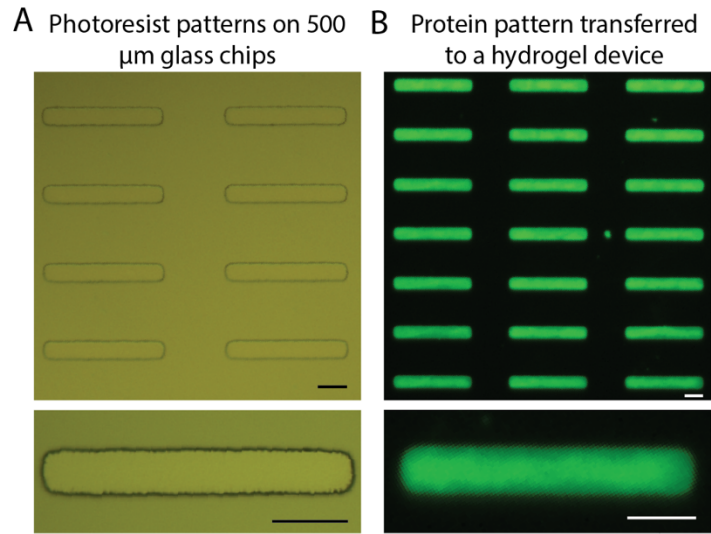 A Photoresist patterns on 500
µm glass chips
B Protein pattern transferred
to a hydrogel device